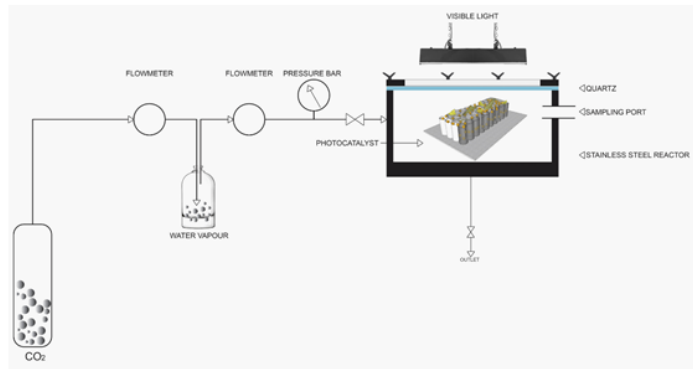 VISIBLE LIGHT
FLOWMETER
FLOWMETER
PRESSURE BAR
QUARTZ
SAMPLING PORT
PHOTOCATALYST
STAINLESS STEEL REACTOR
WATER VAPOUR
OUTLET
CO2